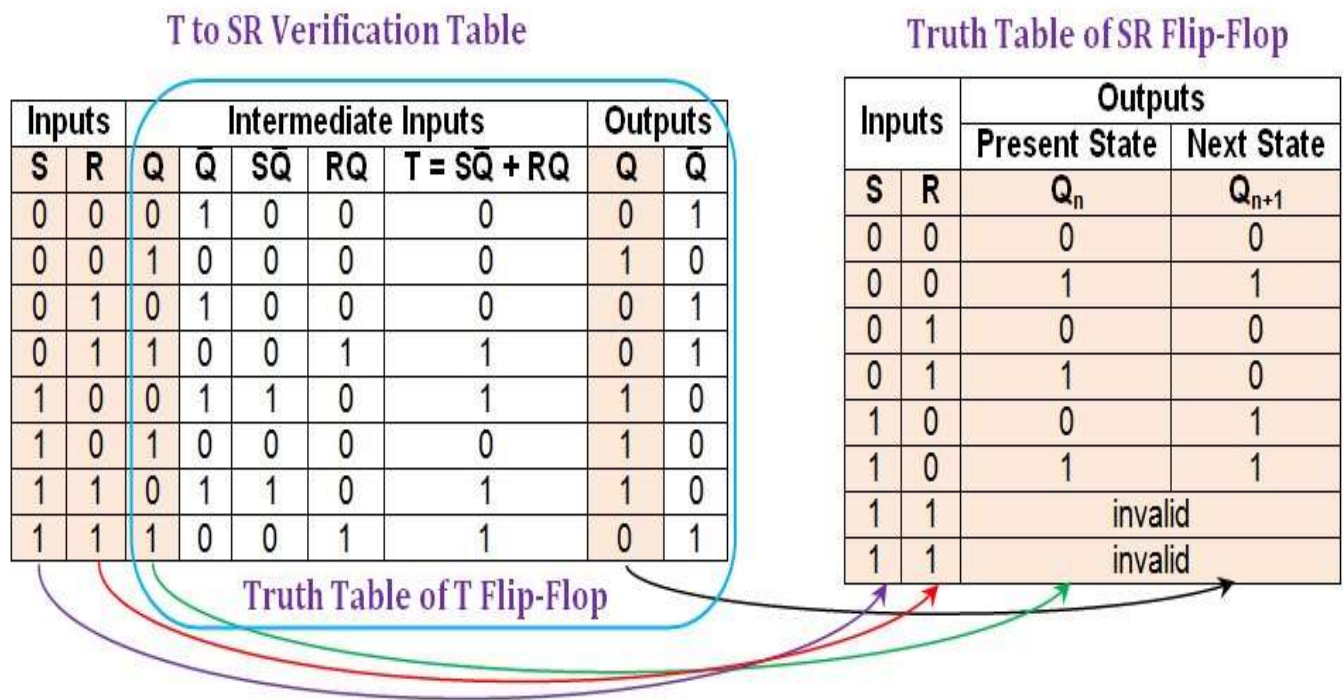 T to SR Verification Table
Inputs Intermediate Inputs Outputs
S R Q Q̅ SQ̅ RQ T = SQ̅ + RQ Q Q̅
0 0 0 1 0 0 0 0 1
0 0 1 0 0 0 0 1 0
0 1 0 1 0 0 0 0 1
0 1 1 0 0 1 1 0 1
1 0 0 1 1 0 1 1 0
1 0 1 0 0 0 0 1 0
1 1 0 1 1 0 1 1 0
1 1 1 0 0 1 1 0 1
Truth Table of T Flip-Flop
Truth Table of SR Flip-Flop
Inputs Outputs
Present State Next State
S R Qₙ Qₙ₊₁
0 0 0 0
0 0 1 1
0 1 0 0
0 1 1 0
1 0 0 1
1 0 1 1
1 1 invalid
1 1 invalid